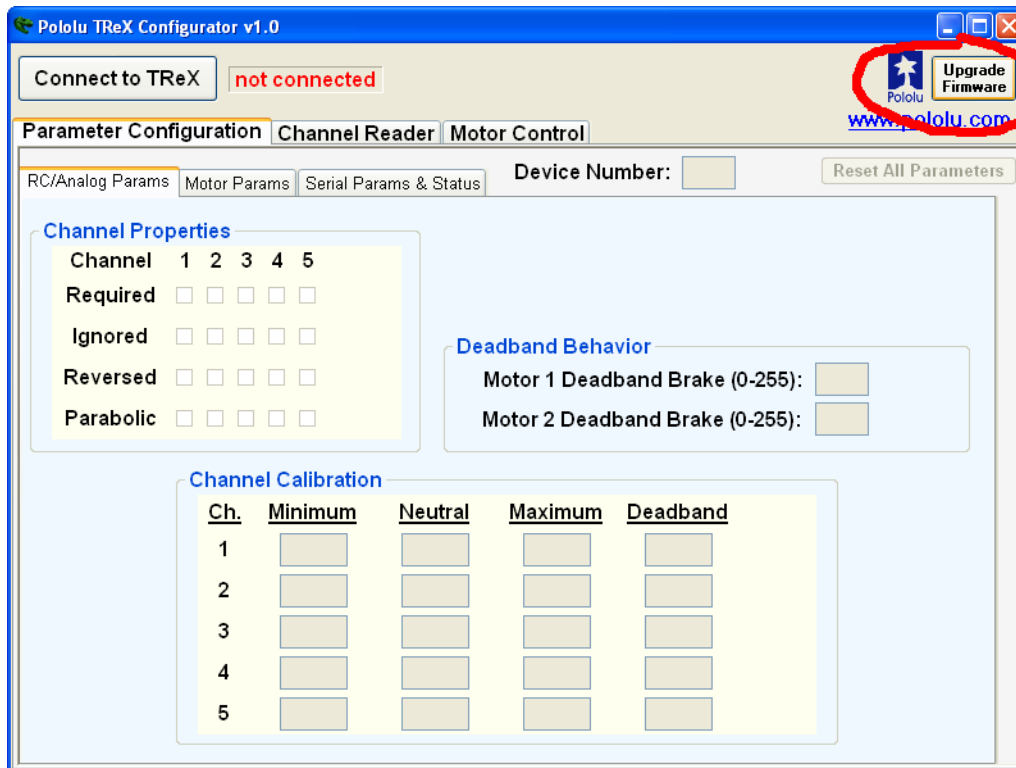 Pololu TReX Configurator v1.0
Connect to TReX not connected
Pololu
Upgrade
Firmware
www.pololu.com
Parameter Configuration Channel Reader Motor Control
RC/Analog Params Motor Params Serial Params & Status Device Number: Reset All Parameters
Channel Properties
Channel 1 2 3 4 5
Required
Ignored
Reversed
Parabolic
Deadband Behavior
Motor 1 Deadband Brake (0-255):
Motor 2 Deadband Brake (0-255):
Channel Calibration
Ch. Minimum Neutral Maximum Deadband
1
2
3
4
5